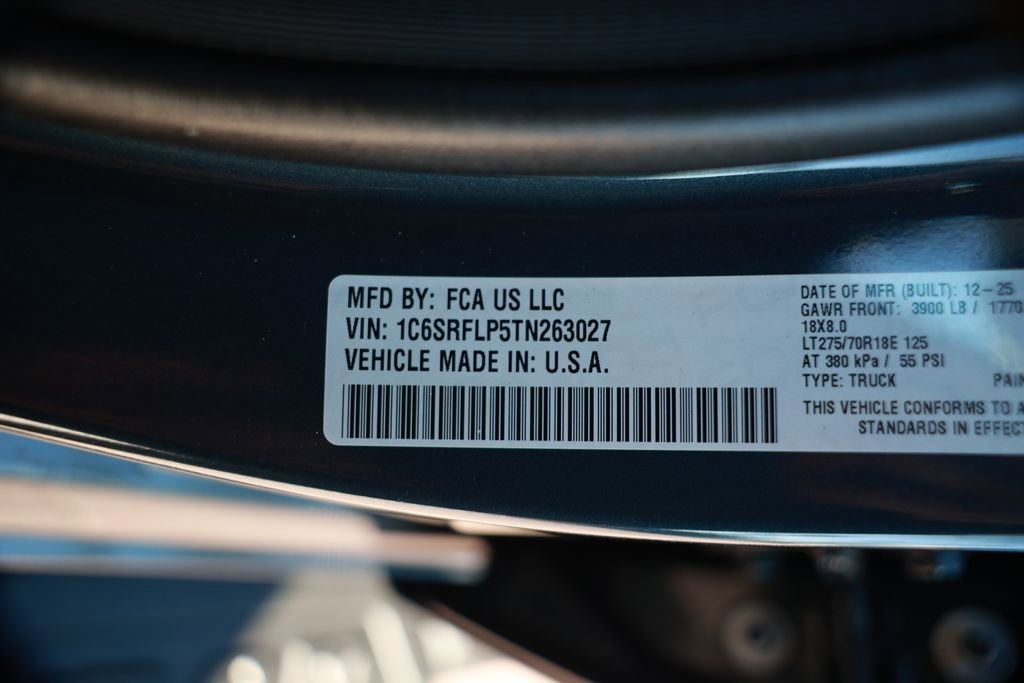 MFD BY: FCA US LLC
VIN: 1C6SRFLP5TN263027
VEHICLE MADE IN: U.S.A.
DATE OF MFR (BUILT): 12-25
GAWR FRONT: 3900 LB / 1770
18X8.0
LT275/70R18E 125
AT 380 kPa / 55 PSI
TYPE: TRUCK PAIN
THIS VEHICLE CONFORMS TO A
STANDARDS IN EFFECT